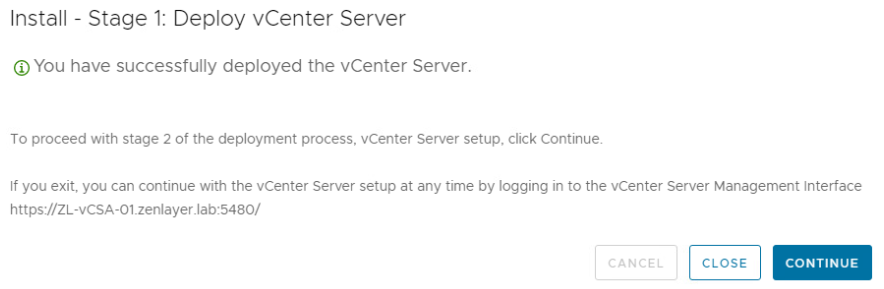 Install - Stage 1: Deploy vCenter Server
You have successfully deployed the vCenter Server.
To proceed with stage 2 of the deployment process, vCenter Server setup, click Continue.
If you exit, you can continue with the vCenter Server setup at any time by logging in to the vCenter Server Management Interface
https://ZL-vCSA-01.zenlayer.lab:5480/
CANCEL CLOSE CONTINUE